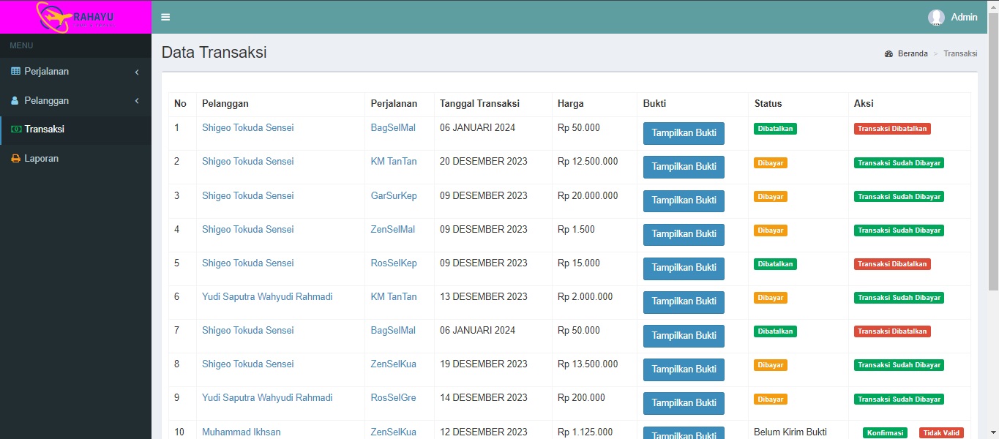 RAHAYU
Admin
MENU
Perjalanan
Pelanggan
Transaksi
Laporan
Data Transaksi
Beranda > Transaksi
No Pelanggan Perjalanan Tanggal Transaksi Harga Bukti Status Aksi
1 Shigeo Tokuda Sensei BagSelMal 06 JANUARI 2024 Rp 50.000 Tampilkan Bukti Dibatalkan Transaksi Dibatalkan
2 Shigeo Tokuda Sensei KM TanTan 20 DESEMBER 2023 Rp 12.500.000 Tampilkan Bukti Dibayar Transaksi Sudah Dibayar
3 Shigeo Tokuda Sensei GarSurKep 09 DESEMBER 2023 Rp 20.000.000 Tampilkan Bukti Dibayar Transaksi Sudah Dibayar
4 Shigeo Tokuda Sensei ZenSelMal 09 DESEMBER 2023 Rp 1.500 Tampilkan Bukti Dibayar Transaksi Sudah Dibayar
5 Shigeo Tokuda Sensei RosSelKep 09 DESEMBER 2023 Rp 15.000 Tampilkan Bukti Dibatalkan Transaksi Dibatalkan
6 Yudi Saputra Wahyudi Rahmadi KM TanTan 13 DESEMBER 2023 Rp 2.000.000 Tampilkan Bukti Dibayar Transaksi Sudah Dibayar
7 Shigeo Tokuda Sensei BagSelMal 06 JANUARI 2024 Rp 50.000 Tampilkan Bukti Dibatalkan Transaksi Dibatalkan
8 Shigeo Tokuda Sensei ZenSelKua 19 DESEMBER 2023 Rp 13.500.000 Tampilkan Bukti Dibayar Transaksi Sudah Dibayar
9 Yudi Saputra Wahyudi Rahmadi RosSelGre 14 DESEMBER 2023 Rp 200.000 Tampilkan Bukti Dibayar Transaksi Sudah Dibayar
10 Muhammad Ikhsan ZenSelKua 12 DESEMBER 2023 Rp 1.125.000 Tampilkan Bukti Belum Kirim Bukti Konfirmasi Tidak Valid